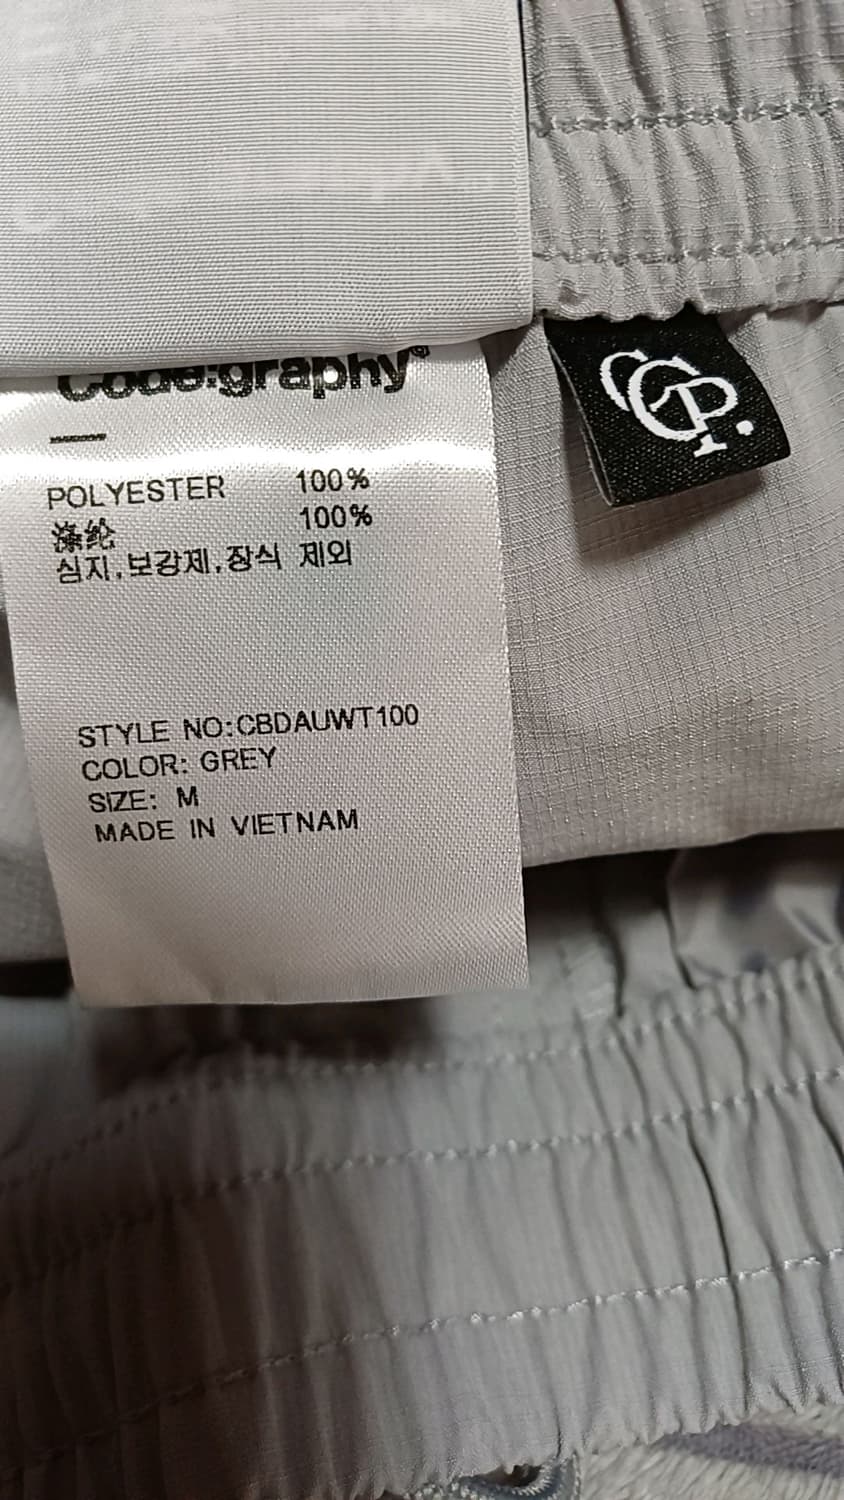 Code:graphy®
POLYESTER 100%
涤纶 100%
심지,보강제,장식 제외
STYLE NO:CBDAUWT100
COLOR: GREY
SIZE: M
MADE IN VIETNAM
CGP.